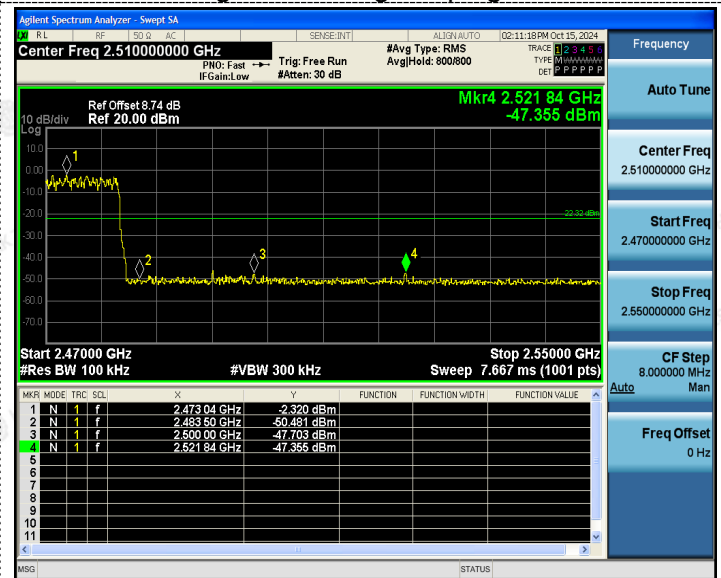 Agilent Spectrum Analyzer - Swept SA
LXI RL RF 50 Ω AC SENSE:INT ALIGN AUTO 02:11:18 PM Oct 15, 2024
Center Freq 2.510000000 GHz #Avg Type: RMS TRACE 1 2 3 4 5 6
PNO: Fast Trig: Free Run Avg|Hold: 800/800 TYPE M WWWWW
IFGain:Low #Atten: 30 dB DET P P P P P P
Frequency
Auto Tune
Center Freq
2.510000000 GHz
Start Freq
2.470000000 GHz
Stop Freq
2.550000000 GHz
CF Step
8.000000 MHz
Auto Man
Freq Offset
0 Hz
Mkr4 2.521 84 GHz
-47.355 dBm
Ref Offset 8.74 dB
10 dB/div Ref 20.00 dBm
Log
10.0
0.00
-10.0
-20.0
-30.0
-40.0
-50.0
-60.0
-70.0
1
2
3
4
-22.32 dBm
Start 2.47000 GHz Stop 2.55000 GHz
#Res BW 100 kHz #VBW 300 kHz Sweep 7.667 ms (1001 pts)
MKR MODE TRC SCL X Y FUNCTION FUNCTION WIDTH FUNCTION VALUE
1 N 1 f 2.473 04 GHz -2.320 dBm
2 N 1 f 2.483 50 GHz -50.481 dBm
3 N 1 f 2.500 00 GHz -47.703 dBm
4 N 1 f 2.521 84 GHz -47.355 dBm
5
6
7
8
9
10
11
MSG STATUS